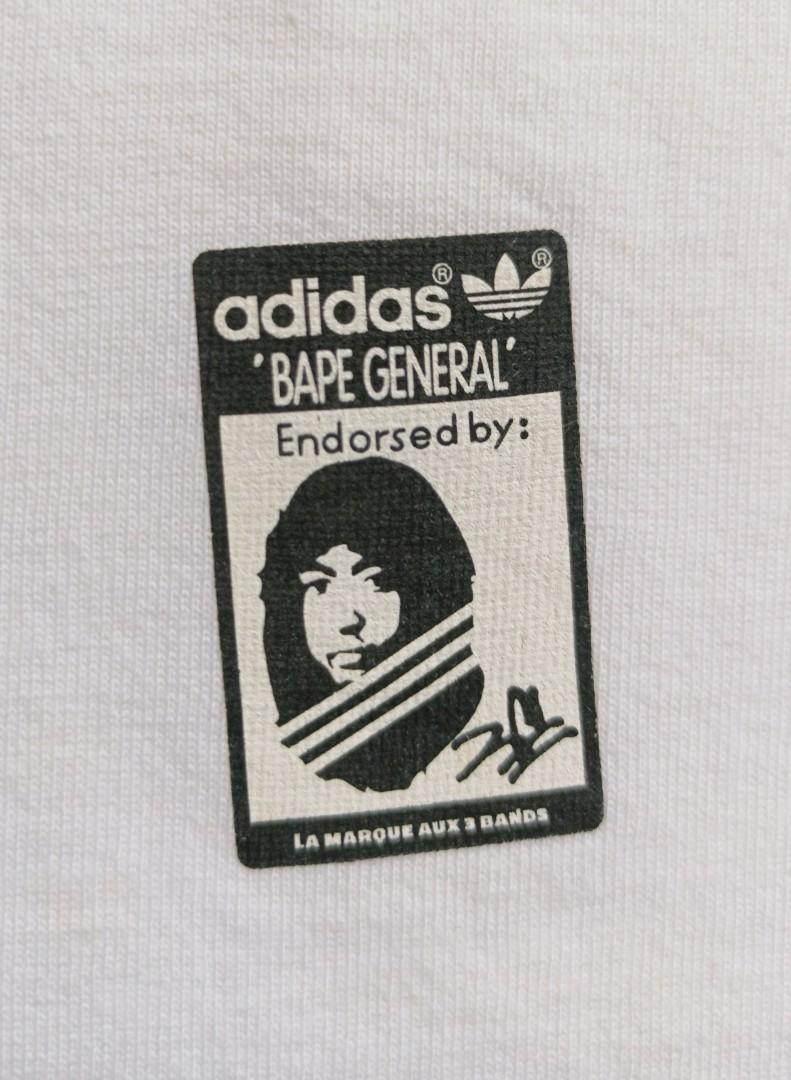 adidas®
®
'BAPE GENERAL'
Endorsed by:
LA MARQUE AUX 3 BANDS